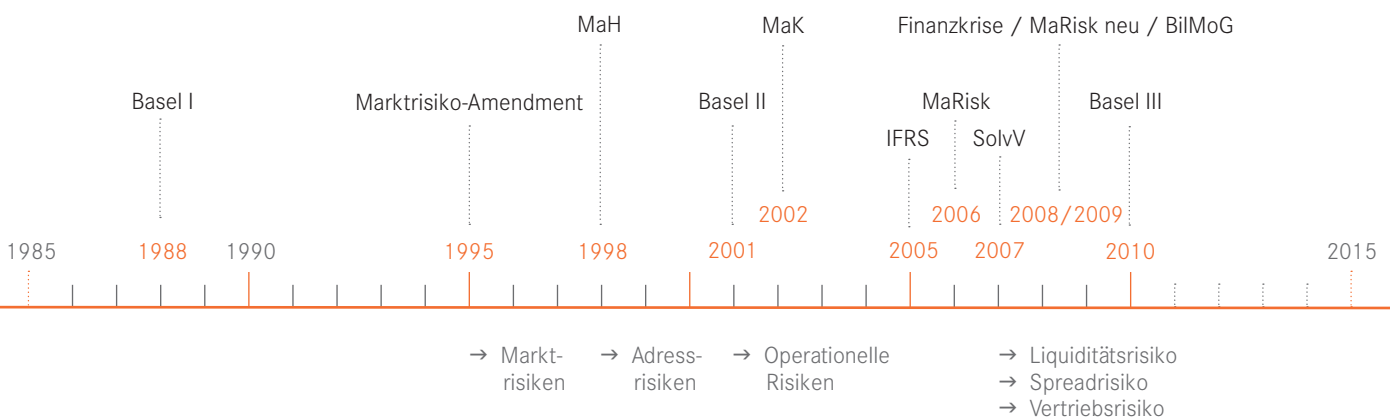 MaH MaK Finanzkrise / MaRisk neu / BilMoG
Basel I Marktrisiko-Amendment Basel II MaRisk Basel III
IFRS SolvV
2002 2006 2008/2009
1985 1988 1990 1995 1998 2001 2005 2007 2010 2015
→ Markt- → Adress- → Operationelle → Liquiditätsrisiko
risiken risiken Risiken → Spreadrisiko
→ Vertriebsrisiko